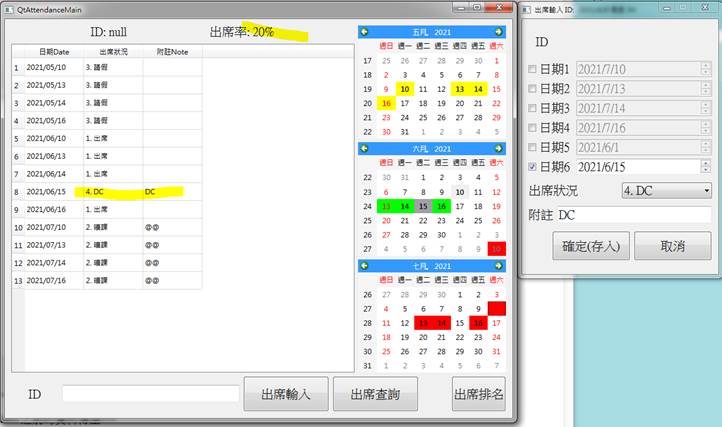 QtAttendanceMain
ID: null 出席率: 20%
日期Date 出席狀況 附註Note
1 2021/05/10 3. 請假
2 2021/05/13 3. 請假
3 2021/05/14 3. 請假
4 2021/05/16 3. 請假
5 2021/06/10 1. 出席
6 2021/06/13 1. 出席
7 2021/06/14 1. 出席
8 2021/06/15 4. DC DC
9 2021/06/16 1. 出席
10 2021/07/10 2. 曠課 @@
11 2021/07/13 2. 曠課 @@
12 2021/07/14 2. 曠課 @@
13 2021/07/16 2. 曠課 @@
五月, 2021
週日 週一 週二 週三 週四 週五 週六
17 25 26 27 28 29 30 1
18 2 3 4 5 6 7 8
19 9 10 11 12 13 14 15
20 16 17 18 19 20 21 22
21 23 24 25 26 27 28 29
22 30 31 1 2 3 4 5
六月, 2021
週日 週一 週二 週三 週四 週五 週六
22 30 31 1 2 3 4 5
23 6 7 8 9 10 11 12
24 13 14 15 16 17 18 19
25 20 21 22 23 24 25 26
26 27 28 29 30 1 2 3
27 4 5 6 7 8 9 10
七月, 2021
週日 週一 週二 週三 週四 週五 週六
26 27 28 29 30 1 2 3
27 4 5 6 7 8 9
28 11 12 13 14 15 16 17
29 18 19 20 21 22 23 24
30 25 26 27 28 29 30 31
31 1 2 3 4 5 6 7
ID 出席輸入 出席查詢 出席排名
出席輸入 ID:
ID
日期1 2021/7/10
日期2 2021/7/13
日期3 2021/7/14
日期4 2021/7/16
日期5 2021/6/1
日期6 2021/6/15
出席狀況 4. DC
附註 DC
確定(存入) 取消